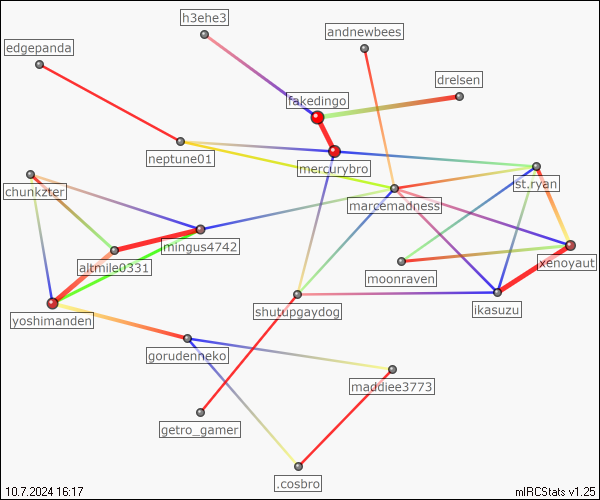 h3ehe3
andnewbees
edgepanda
drelsen
fakedingo
neptune01
mercurybro
st.ryan
chunkzter
marcemadness
mingus4742
xenoyaut
altmile0331
moonraven
yoshimanden
shutupgaydog
ikasuzu
gorudenneko
maddiee3773
getro_gamer
.cosbro
10.7.2024 16:17
mIRCStats v1.25